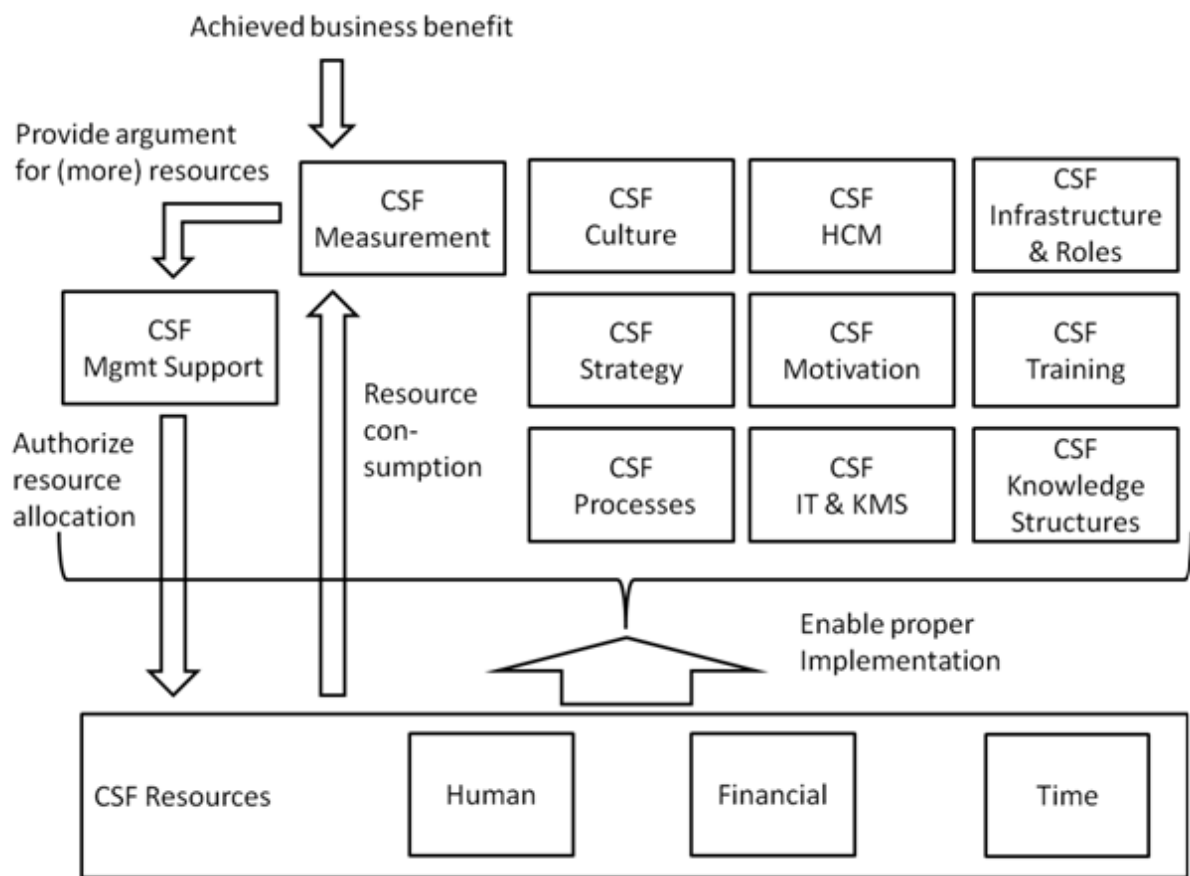 Achieved business benefit
Provide argument
for (more) resources
CSF
Measurement
CSF
Culture
CSF
HCM
CSF
Infrastructure
& Roles
CSF
Mgmt Support
CSF
Strategy
CSF
Motivation
CSF
Training
Authorize
resource
allocation
Resource
con-
sumption
CSF
Processes
CSF
IT & KMS
CSF
Knowledge
Structures
Enable proper
Implementation
CSF Resources
Human
Financial
Time